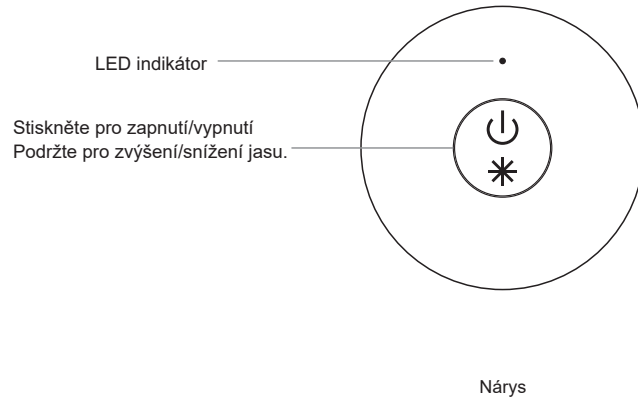 LED indikátor
Stiskněte pro zapnutí/vypnutí
Podržte pro zvýšení/snížení jasu.
Nárys